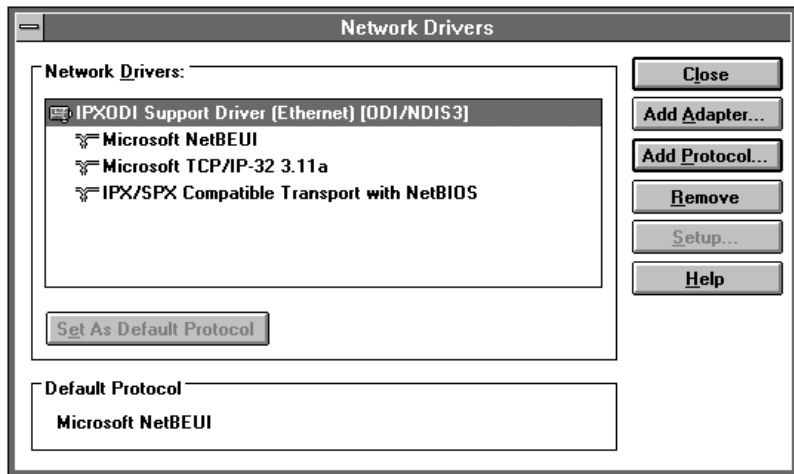 Network Drivers
Network Drivers:
IPXODI Support Driver (Ethernet) [ODI/NDIS3]
Microsoft NetBEUI
Microsoft TCP/IP-32 3.11a
IPX/SPX Compatible Transport with NetBIOS
Set As Default Protocol
Default Protocol
Microsoft NetBEUI
Close
Add Adapter...
Add Protocol...
Remove
Setup...
Help